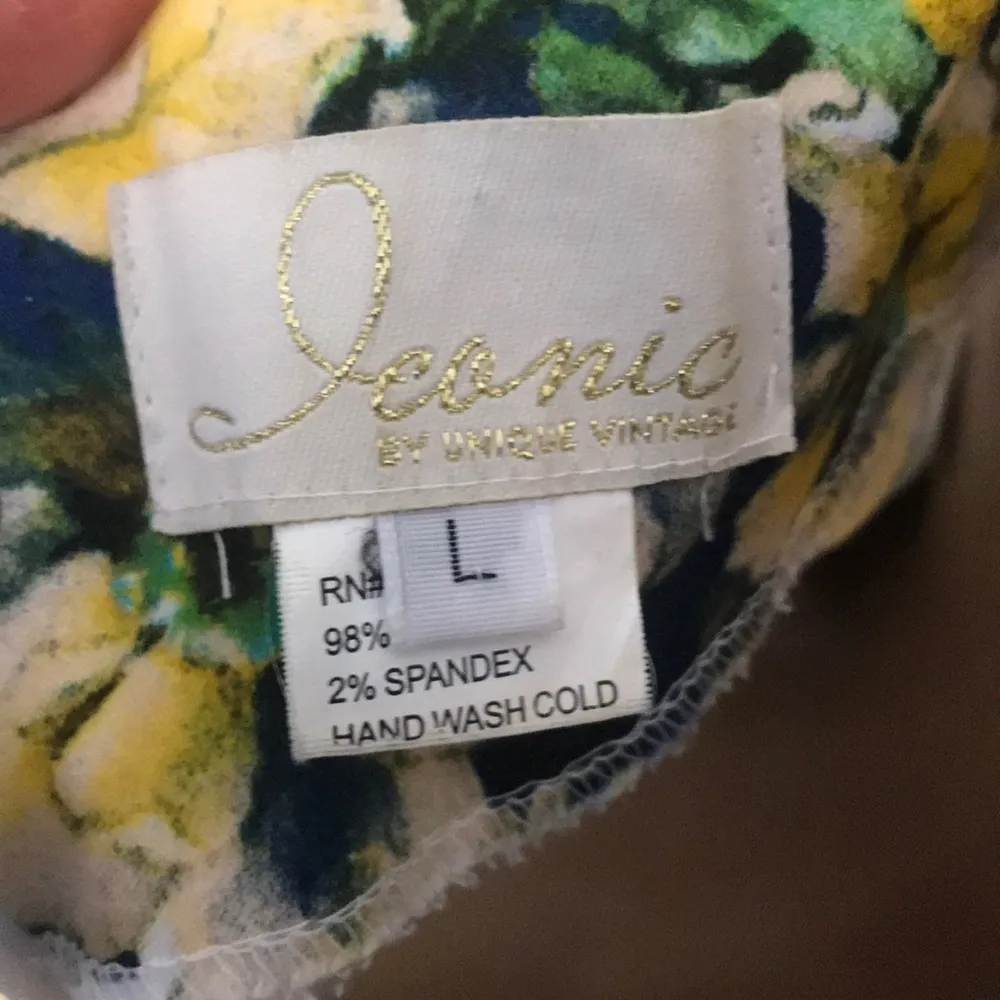 Iconic
BY UNIQUE VINTAGE
L
RN#
98%
2% SPANDEX
HAND WASH COLD